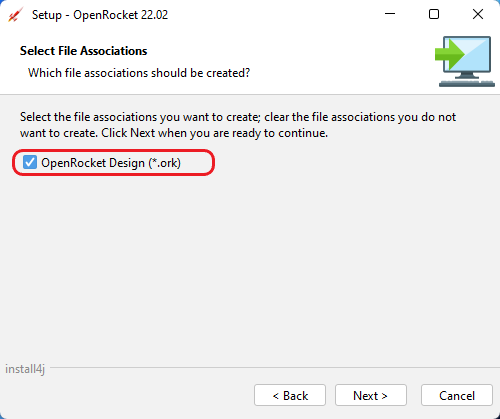 Setup - OpenRocket 22.02
Select File Associations
Which file associations should be created?
Select the file associations you want to create; clear the file associations you do not
want to create. Click Next when you are ready to continue.
OpenRocket Design (*.ork)
install4j
< Back
Next >
Cancel